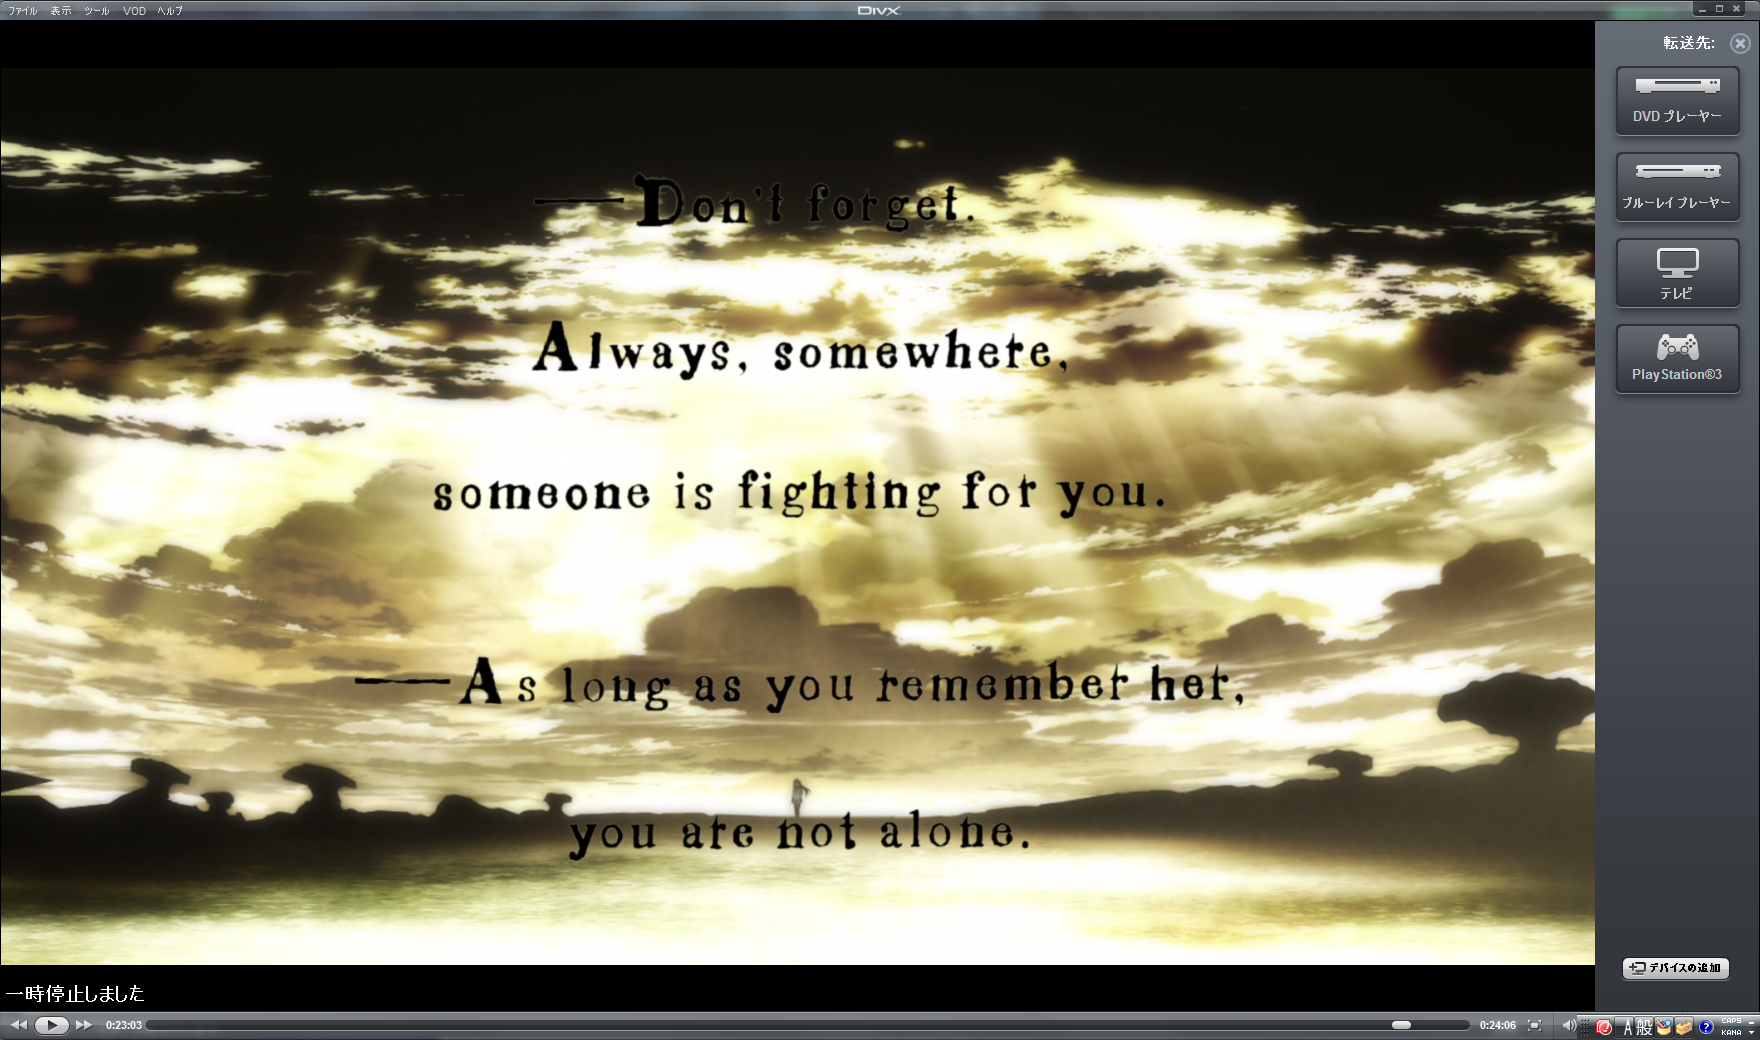 ファイル 表示 ツール VOD ヘルプ
DIVX
転送先:
DVD プレーヤー
ブルーレイ プレーヤー
テレビ
PlayStation®3
デバイスの追加
—Don't forget.
Always, somewhere,
someone is fighting for you.
—As long as you remember her,
you are not alone.
一時停止しました
0:23:03
0:24:06
A般
CAPS
KANA